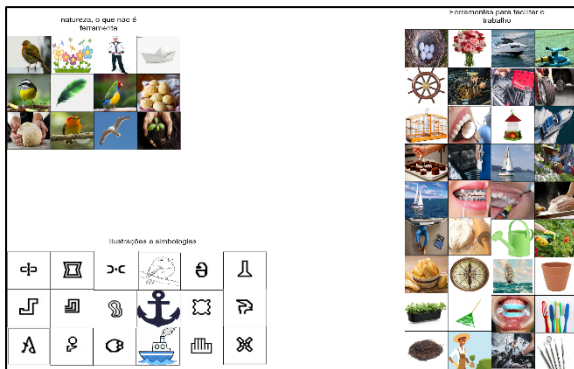 natureza, o que não é
ferramenta
Ferramentas para facilitar o
trabalho
Ilustrações e simbologias